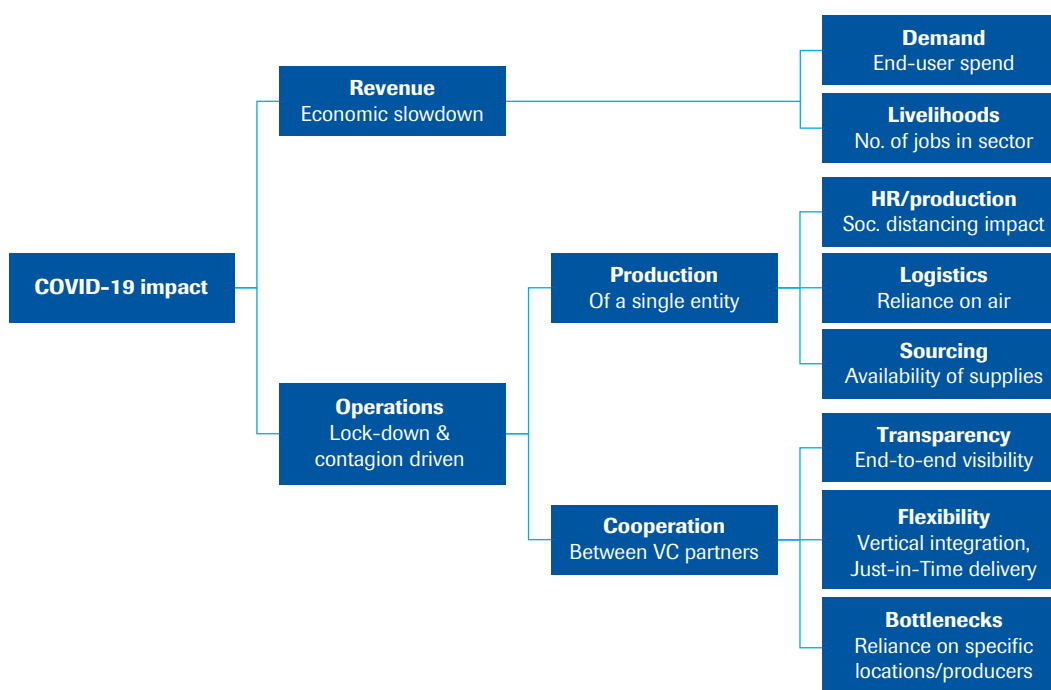 COVID-19 impact
Revenue
Economic slowdown
Operations
Lock-down &
contagion driven
Production
Of a single entity
Cooperation
Between VC partners
Demand
End-user spend
Livelihoods
No. of jobs in sector
HR/production
Soc. distancing impact
Logistics
Reliance on air
Sourcing
Availability of supplies
Transparency
End-to-end visibility
Flexibility
Vertical integration,
Just-in-Time delivery
Bottlenecks
Reliance on specific
locations/producers